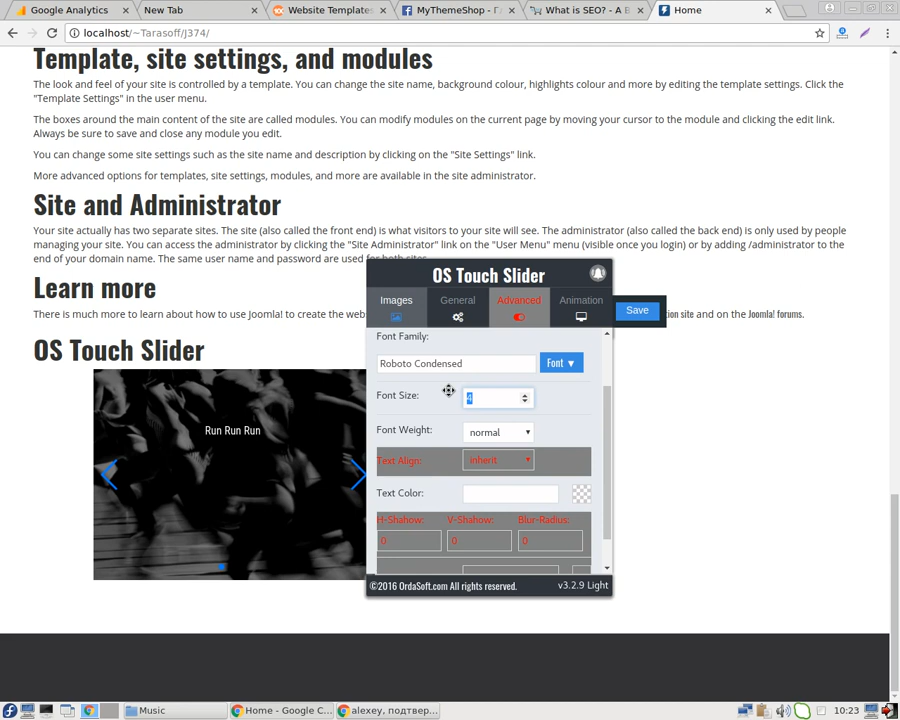 Google Analytics
New Tab
Website Templates
MyThemeShop - F
What is SEO? - A B
Home
localhost/~Tarasoff/J374/
Template, site settings, and modules
The look and feel of your site is controlled by a template. You can change the site name, background colour, highlights colour and more by editing the template settings. Click the
"Template Settings" in the user menu.
The boxes around the main content of the site are called modules. You can modify modules on the current page by moving your cursor to the module and clicking the edit link.
Always be sure to save and close any module you edit.
You can change some site settings such as the site name and description by clicking on the "Site Settings" link.
More advanced options for templates, site settings, modules, and more are available in the site administrator.
Site and Administrator
Your site actually has two separate sites. The site (also called the front end) is what visitors to your site will see. The administrator (also called the back end) is only used by people
managing your site. You can access the administrator by clicking the "Site Administrator" link on the "User Menu" menu (visible once you login) or by adding /administrator to the
end of your domain name. The same user name and password are used for both sites.
Learn more
There is much more to learn about how to use Joomla! to create the web
ion site and on the Joomla! forums.
OS Touch Slider
Run Run Run
OS Touch Slider
Images
General
Advanced
Animation
Save
Font Family:
Roboto Condensed
Font ▼
Font Size:
4
Font Weight:
normal
Text Align:
inherit
Text Color:
H-Shahow:
V-Shahow:
Blur-Radius:
0
0
0
©2016 OrdaSoft.com All rights reserved.
v3.2.9 Light
Music
Home - Google C...
alexey, подтвер...
10:23